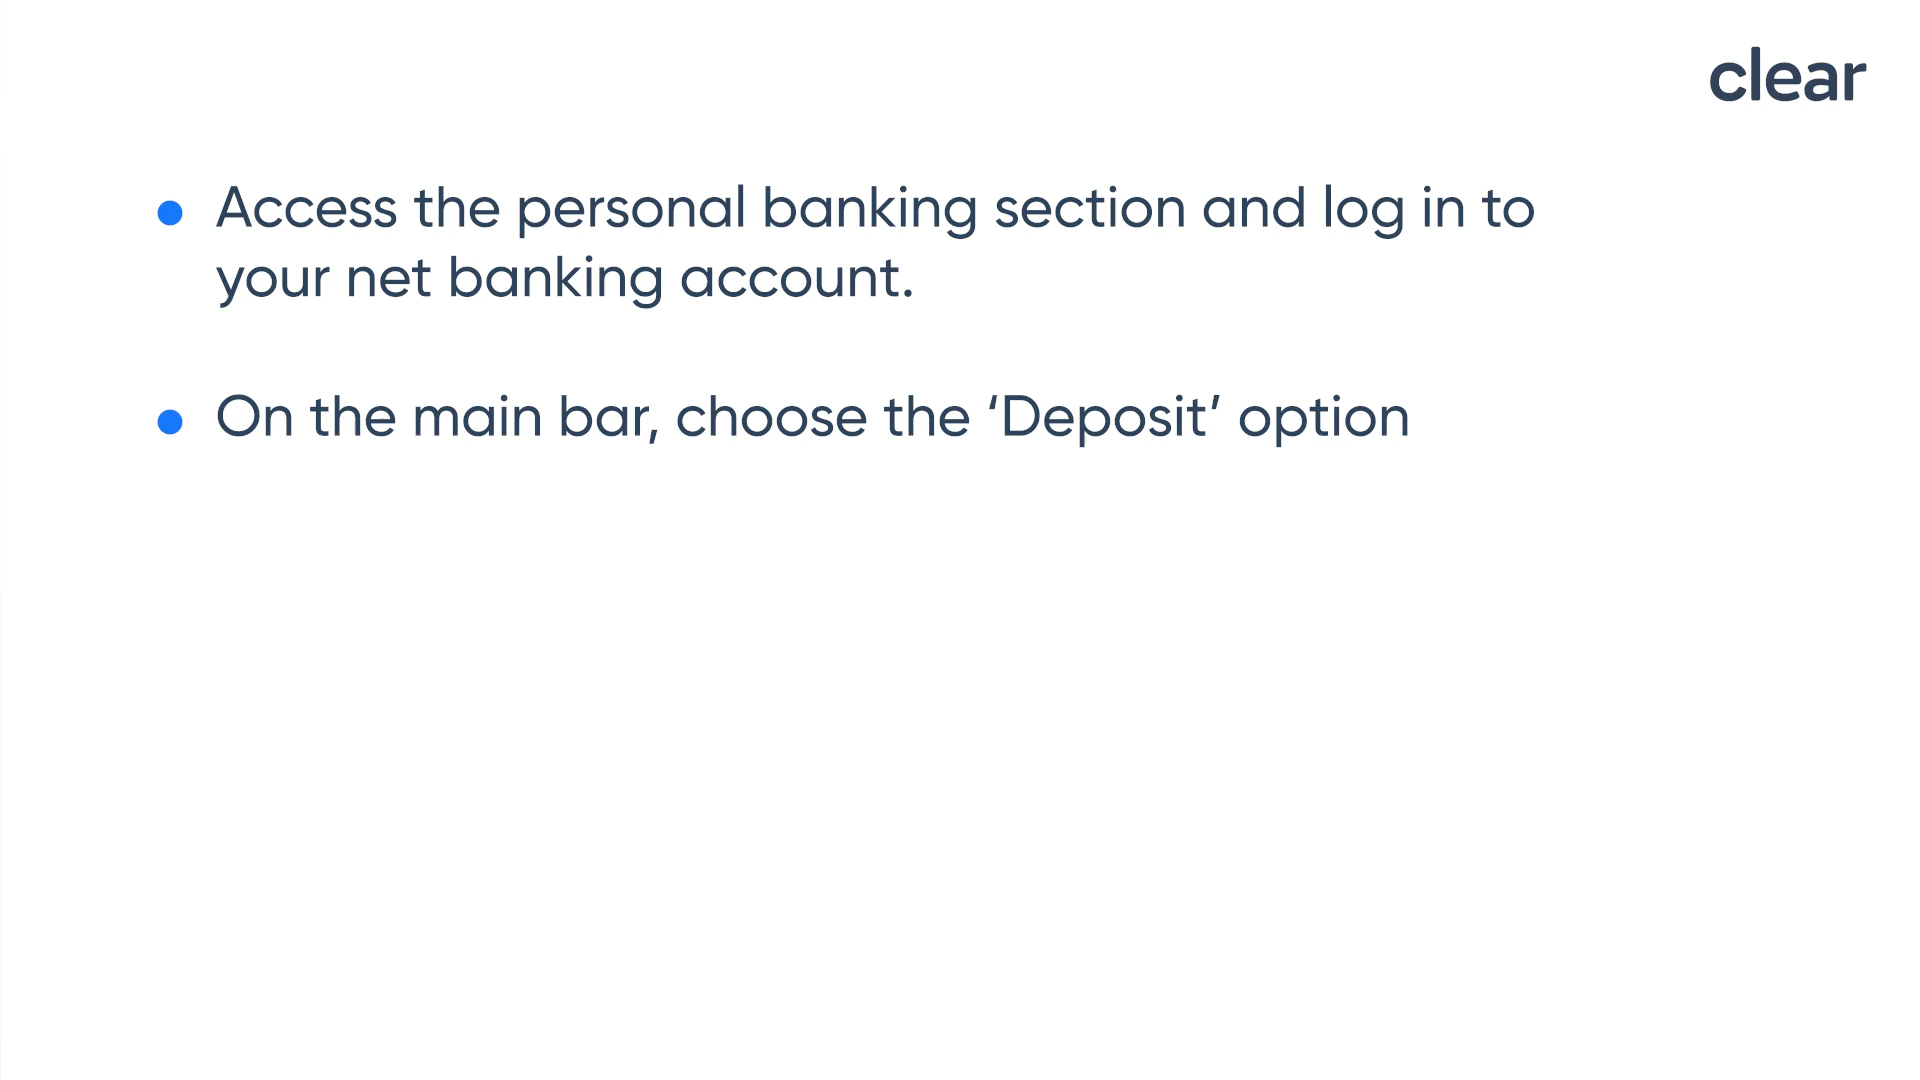 clear
Access the personal banking section and log in to
your net banking account.
On the main bar, choose the ‘Deposit’ option